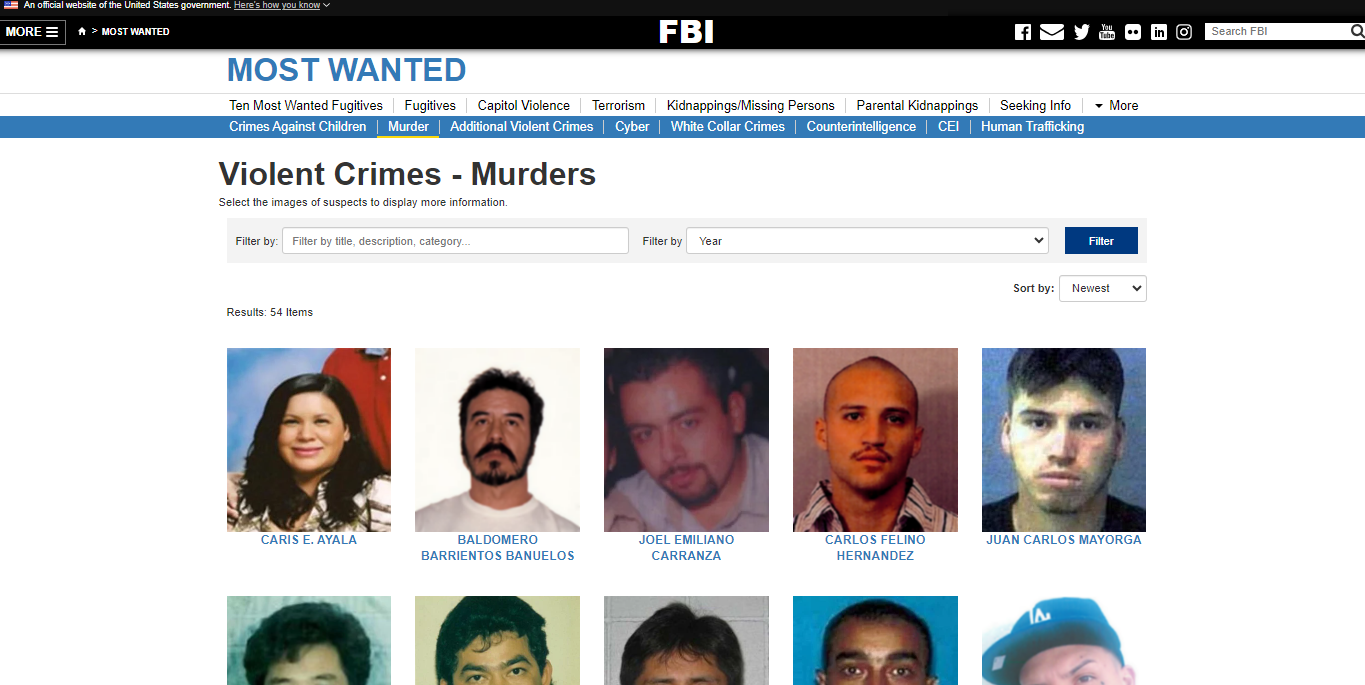 An official website of the United States government. Here's how you know
MORE
> MOST WANTED
FBI
You Tube
in
Search FBI
MOST WANTED
Ten Most Wanted Fugitives
Fugitives
Capitol Violence
Terrorism
Kidnappings/Missing Persons
Parental Kidnappings
Seeking Info
More
Crimes Against Children
Murder
Additional Violent Crimes
Cyber
White Collar Crimes
Counterintelligence
CEI
Human Trafficking
Violent Crimes - Murders
Select the images of suspects to display more information.
Filter by:
Filter by title, description, category...
Filter by
Year
Filter
Sort by:
Newest
Results: 54 Items
CARIS E. AYALA
BALDOMERO
BARRIENTOS BANUELOS
JOEL EMILIANO
CARRANZA
CARLOS FELINO
HERNANDEZ
JUAN CARLOS MAYORGA
LA